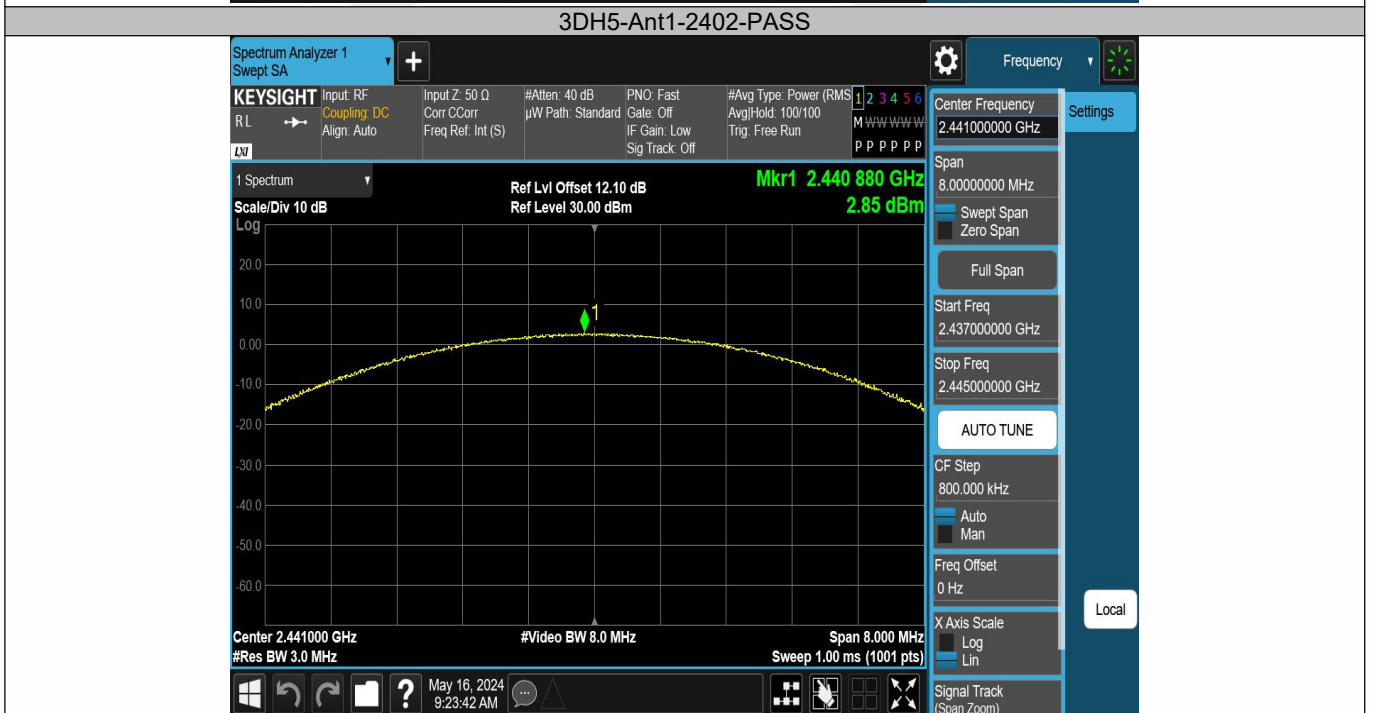 3DH5-Ant1-2402-PASS
Spectrum Analyzer 1
Swept SA
Frequency
KEYSIGHT
RL
LXI
Input: RF
Coupling: DC
Align: Auto
Input Z: 50 Ω
Corr CCorr
Freq Ref: Int (S)
#Atten: 40 dB
µW Path: Standard
PNO: Fast
Gate: Off
IF Gain: Low
Sig Track: Off
#Avg Type: Power (RMS
Avg|Hold: 100/100
Trig: Free Run
1 2 3 4 5 6
M W W W W W
P P P P P P
Center Frequency
2.441000000 GHz
Settings
Span
8.00000000 MHz
Swept Span
Zero Span
Full Span
Start Freq
2.437000000 GHz
Stop Freq
2.445000000 GHz
AUTO TUNE
CF Step
800.000 kHz
Auto
Man
Freq Offset
0 Hz
X Axis Scale
Log
Lin
Signal Track
(Span Zoom)
Local
1 Spectrum
Scale/Div 10 dB
Log
Ref Lvl Offset 12.10 dB
Ref Level 30.00 dBm
Mkr1 2.440 880 GHz
2.85 dBm
20.0
10.0
1
0.00
-10.0
-20.0
-30.0
-40.0
-50.0
-60.0
Center 2.441000 GHz
#Video BW 8.0 MHz
Span 8.000 MHz
#Res BW 3.0 MHz
Sweep 1.00 ms (1001 pts)
?
May 16, 2024
9:23:42 AM